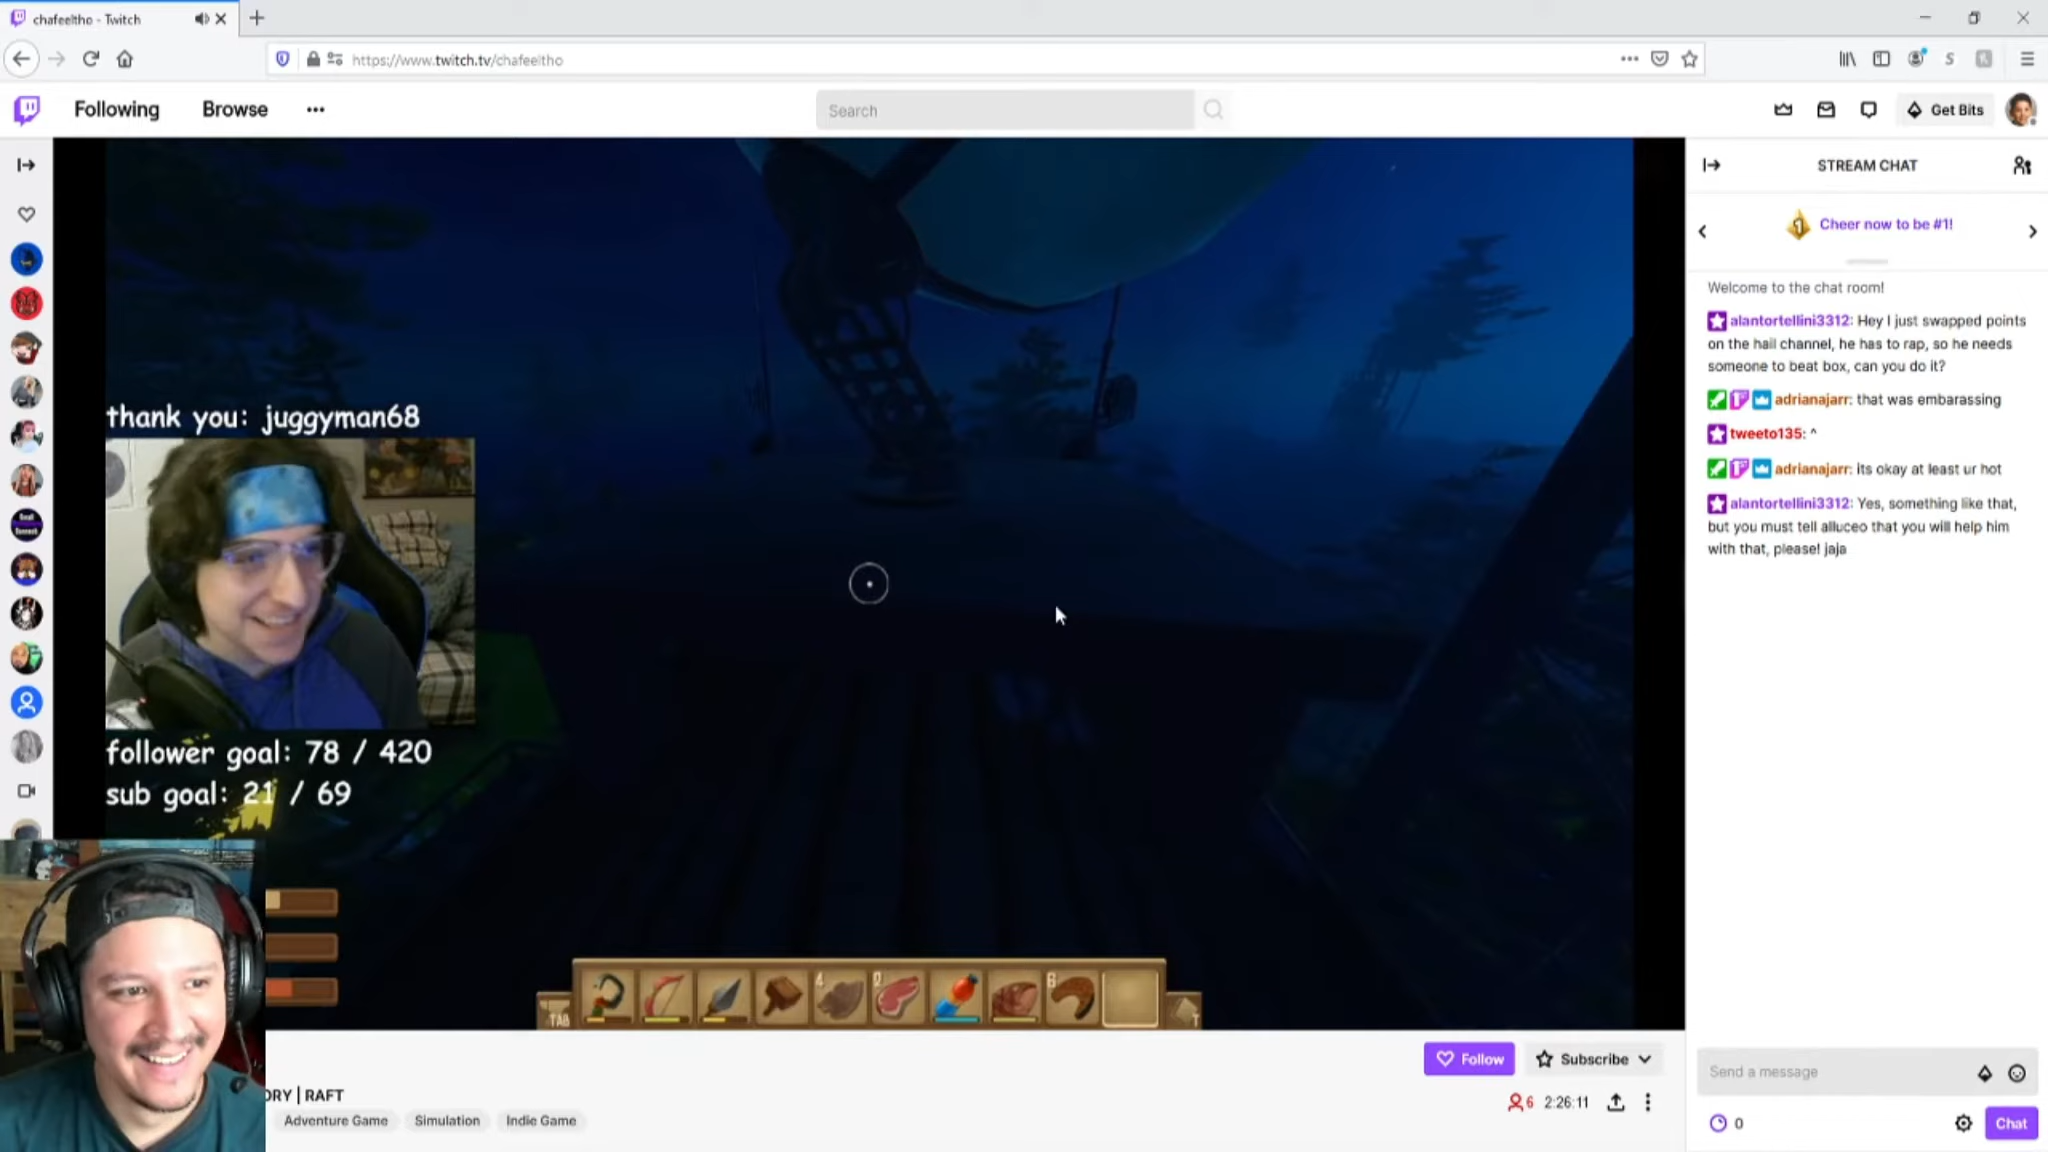 chafeeltho - Twitch
https://www.twitch.tv/chafeeltho
Following
Browse
Search
Get Bits
STREAM CHAT
Cheer now to be #1!
Welcome to the chat room!
alantortellini3312: Hey I just swapped points
on the hail channel, he has to rap, so he needs
someone to beat box, can you do it?
adrianajarr: that was embarassing
tweeto135: ^
adrianajarr: its okay at least ur hot
alantortellini3312: Yes, something like that,
but you must tell alluceo that you will help him
with that, please! jaja
thank you: juggyman68
follower goal: 78 / 420
sub goal: 21 / 69
TAB
4
8
T
Follow
Subscribe
ORY | RAFT
6
2:26:11
Adventure Game
Simulation
Indie Game
Send a message
0
Chat